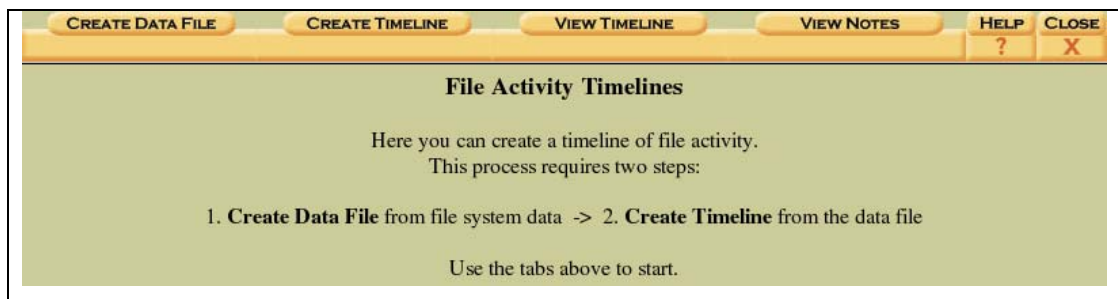 CREATE DATA FILE CREATE TIMELINE VIEW TIMELINE VIEW NOTES HELP CLOSE
? X
File Activity Timelines
Here you can create a timeline of file activity.
This process requires two steps:
1. Create Data File from file system data -> 2. Create Timeline from the data file
Use the tabs above to start.